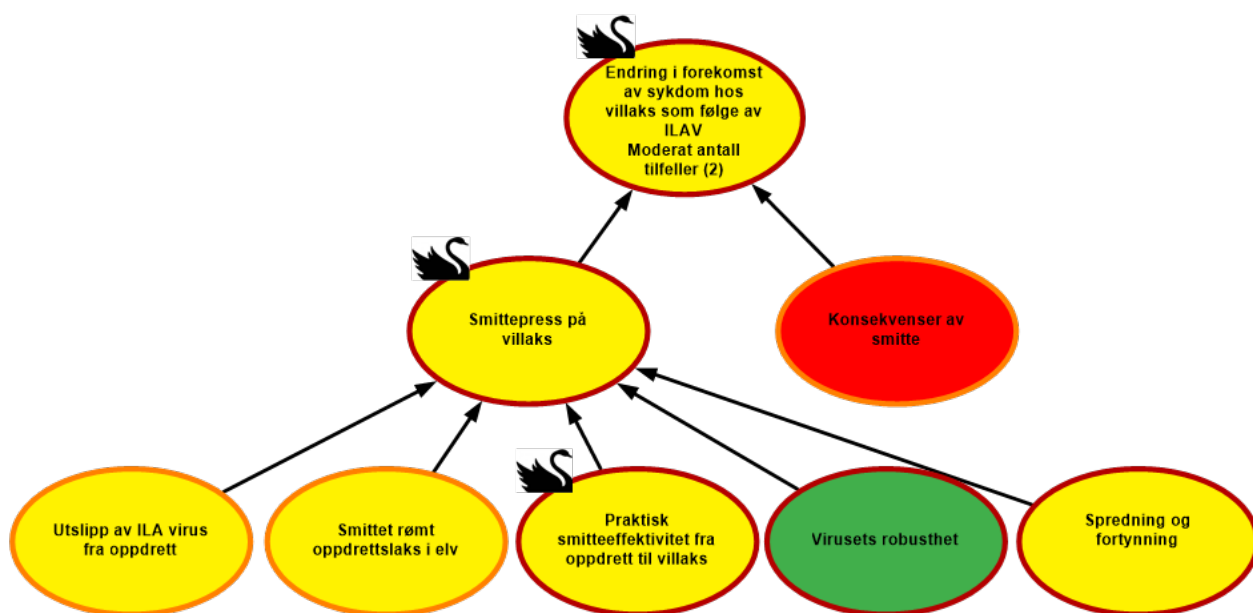 Endring i forekomst
av sykdom hos
villaks som følge av
ILAV
Moderat antall
tilfeller (2)
Smittepress på
villaks
Konsekvenser av
smitte
Utslipp av ILA virus
fra oppdrett
Smittet rømt
oppdrettslaks i elv
Praktisk
smitteeffektivitet fra
oppdrett til villaks
Virusets robusthet
Spredning og
fortynning